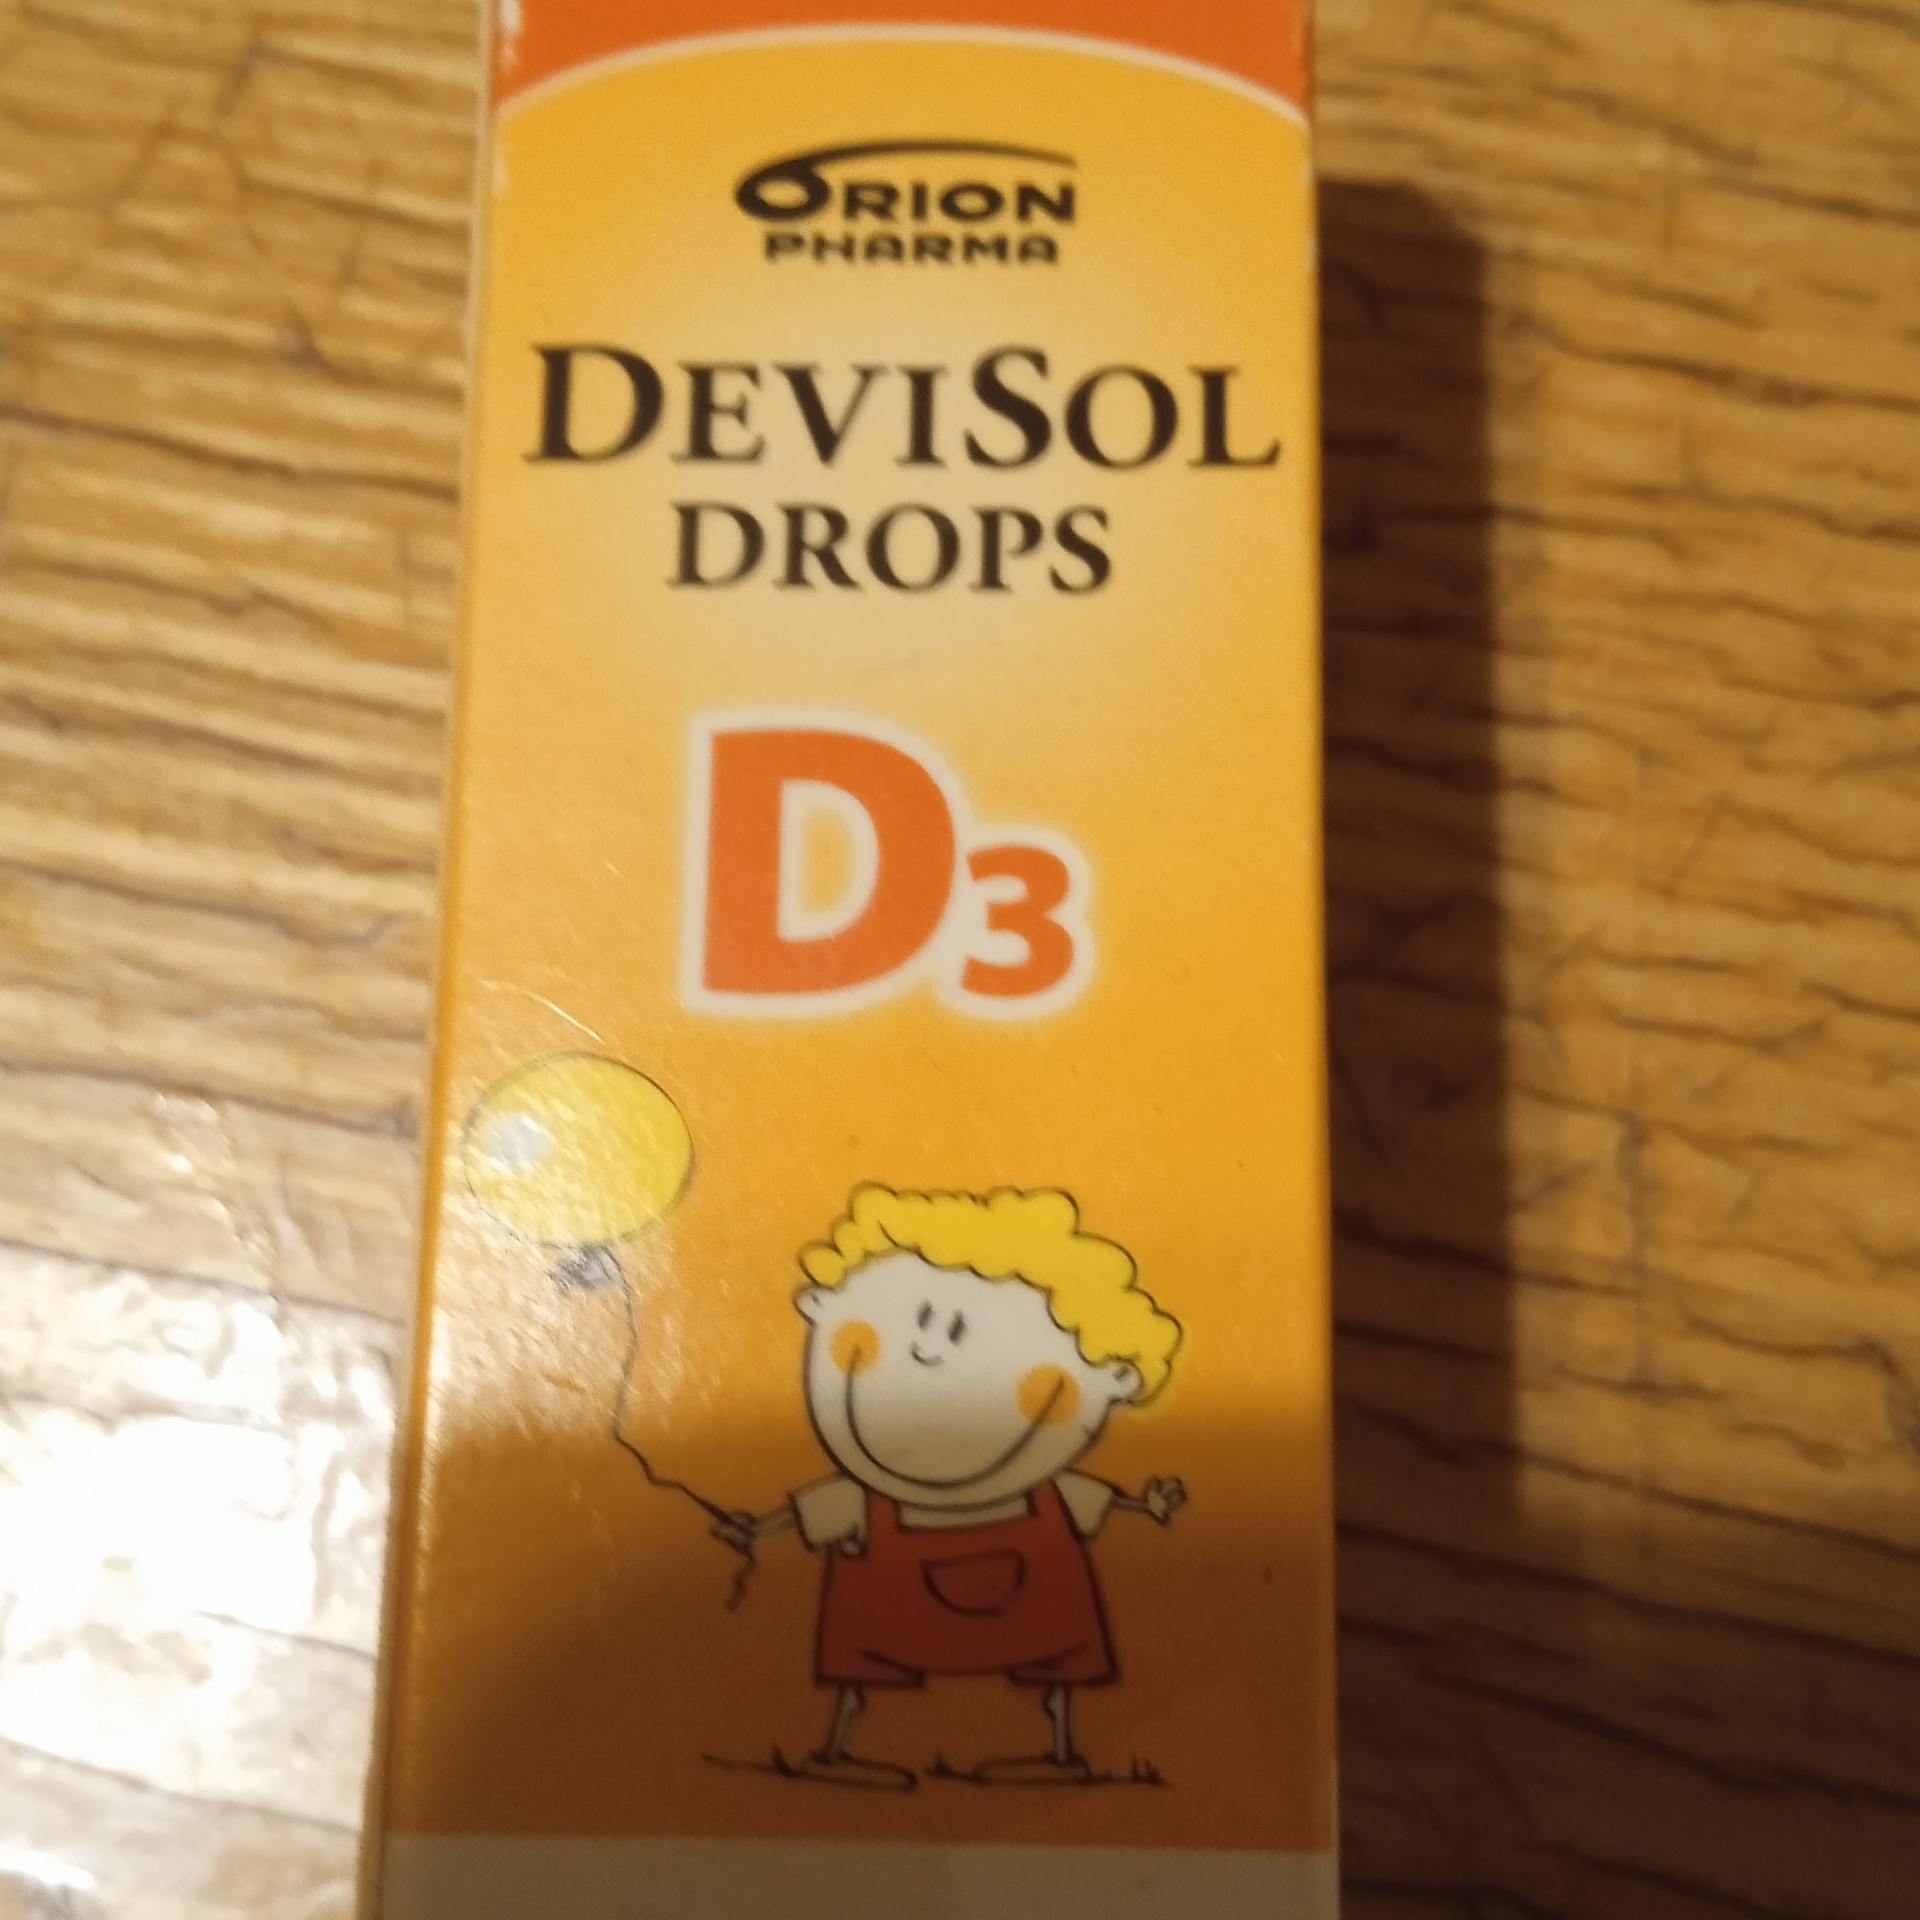 ORION
PHARMA
DEVISOL
DROPS
D3